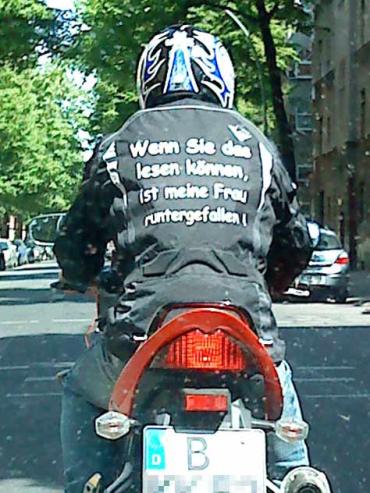 Wenn Sie das
lesen können,
ist meine Frau
runtergefallen!
D
B